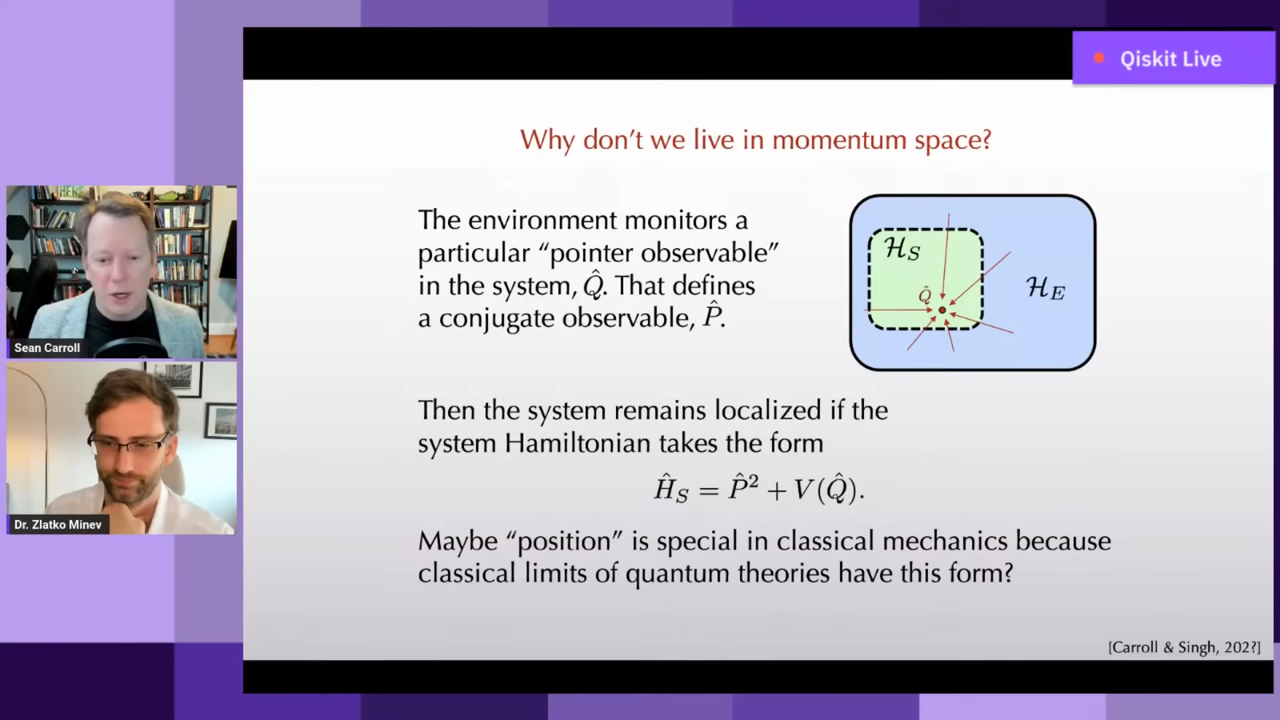 Qiskit Live
Why don't we live in momentum space?
The environment monitors a
particular “pointer observable”
in the system, Q̂. That defines
a conjugate observable, P̂.
ℋ_S
Q̂
ℋ_E
Then the system remains localized if the
system Hamiltonian takes the form
Ĥ_S = P̂² + V(Q̂).
Maybe “position” is special in classical mechanics because
classical limits of quantum theories have this form?
[Carroll & Singh, 202?]
Sean Carroll
Dr. Zlatko Minev